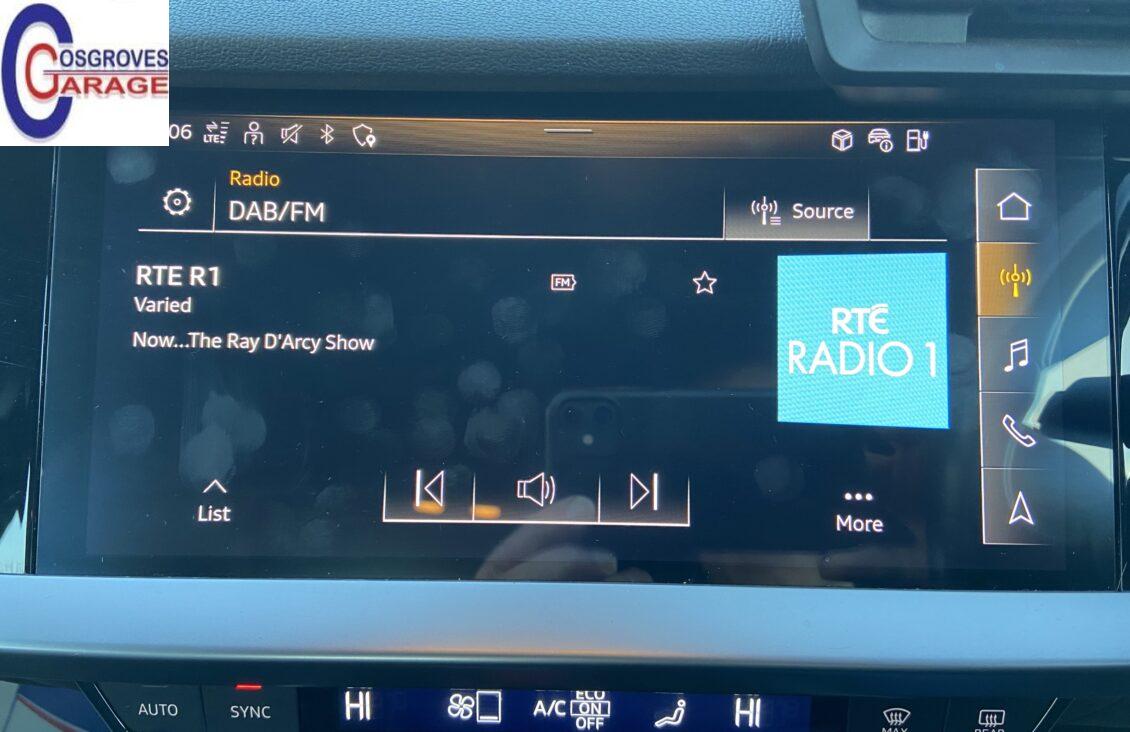 COSGROVES
GARAGE
06 LTE
Radio
DAB/FM
Source
RTE R1
Varied
FM
Now...The Ray D'Arcy Show
RTÉ
RADIO 1
List
More
AUTO
SYNC
HI
A/C
ECO
ON
OFF
HI
MAX
REAR